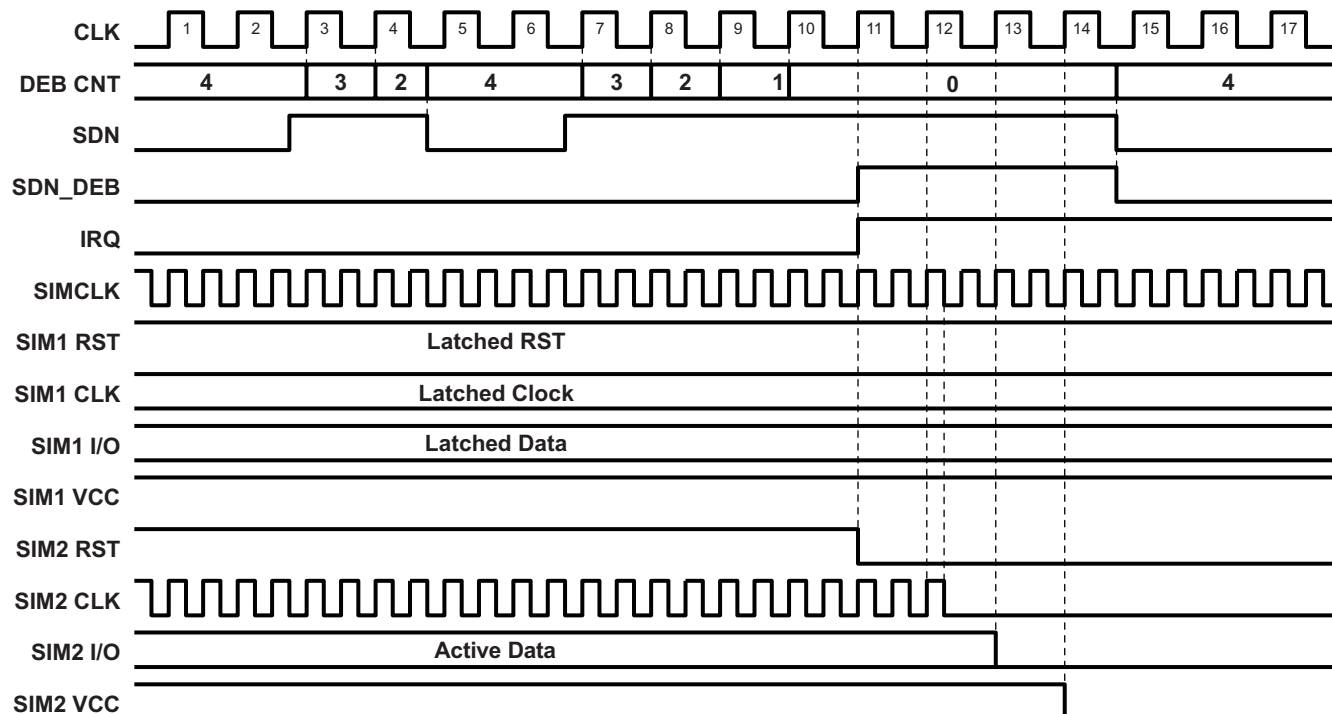 CLK 1 2 3 4 5 6 7 8 9 10 11 12 13 14 15 16 17
DEB CNT 4 3 2 4 3 2 1 0 4
SDN
SDN_DEB
IRQ
SIMCLK
SIM1 RST Latched RST
SIM1 CLK Latched Clock
SIM1 I/O Latched Data
SIM1 VCC
SIM2 RST
SIM2 CLK
SIM2 I/O Active Data
SIM2 VCC